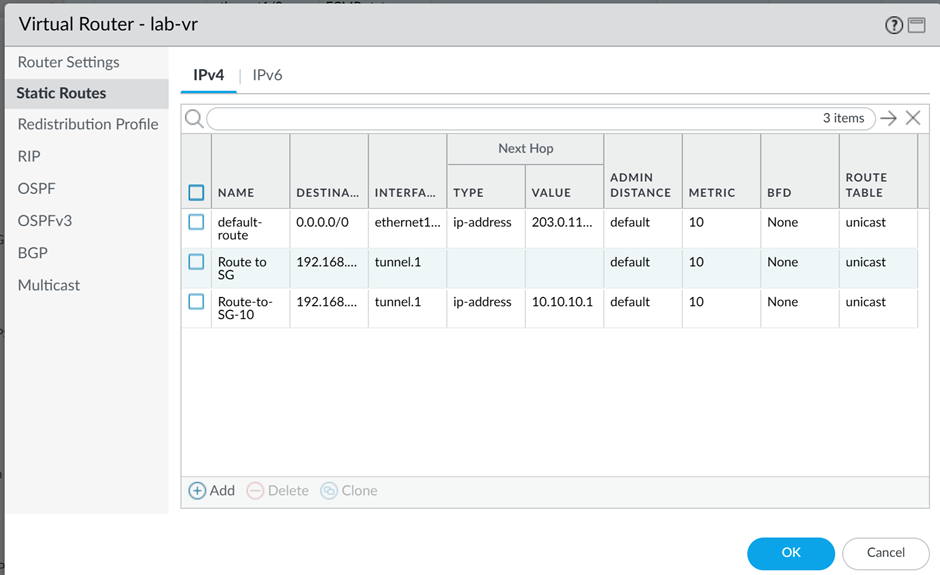 Virtual Router - lab-vr
Router Settings
Static Routes
Redistribution Profile
RIP
OSPF
OSPFv3
BGP
Multicast
IPv4 | IPv6
3 items
Next Hop
NAME DESTINA... INTERFA... TYPE VALUE ADMIN DISTANCE METRIC BFD ROUTE TABLE
default-route 0.0.0.0/0 ethernet1... ip-address 203.0.11... default 10 None unicast
Route to SG 192.168.... tunnel.1 default 10 None unicast
Route-to-SG-10 192.168.... tunnel.1 ip-address 10.10.10.1 default 10 None unicast
Add Delete Clone
OK Cancel